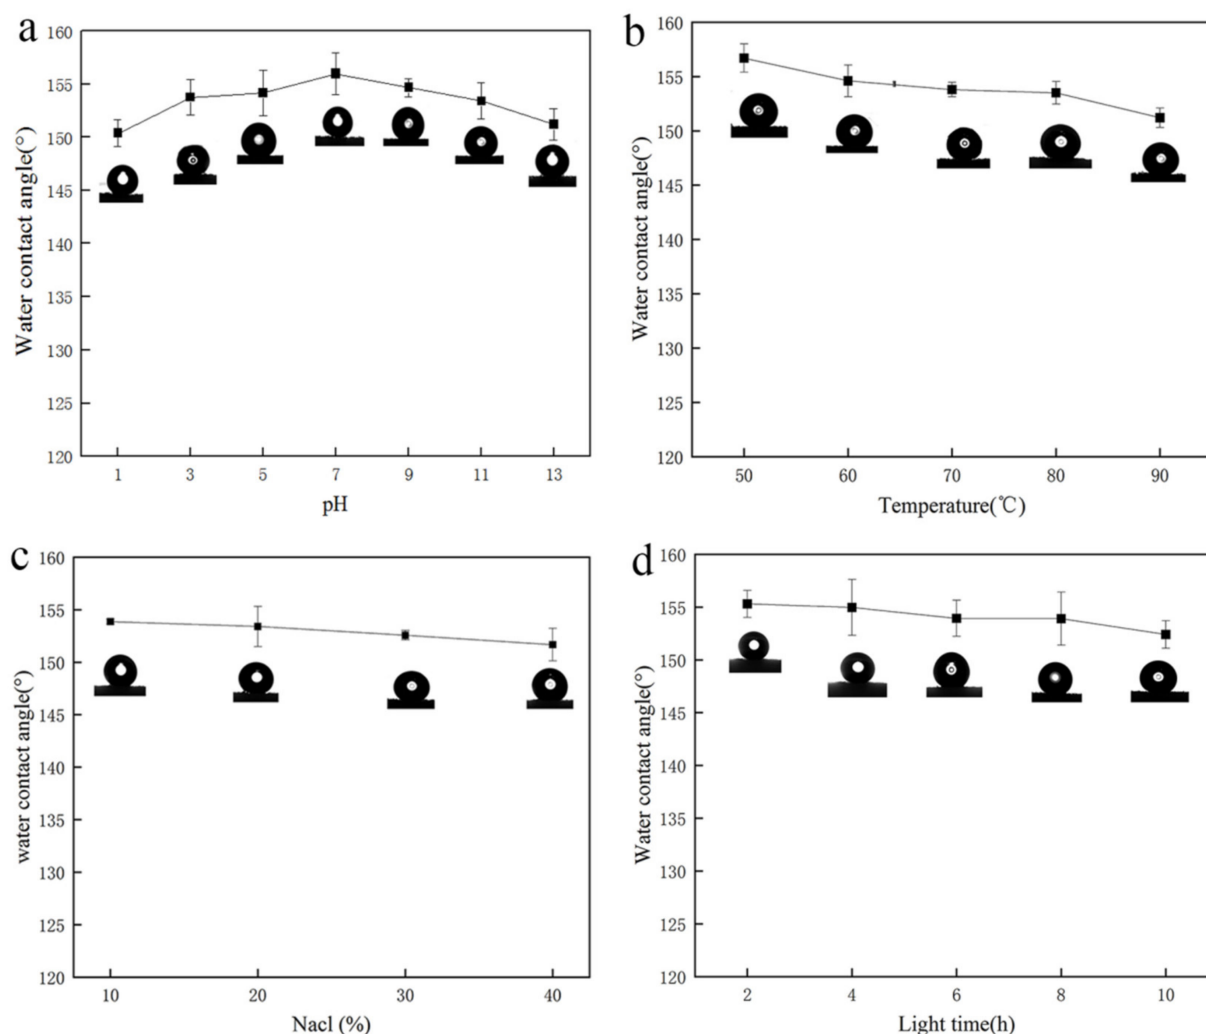 a
160
155
150
145
140
135
130
125
120
Water contact angle(°)
1 3 5 7 9 11 13
pH
b
160
155
150
145
140
135
130
125
120
Water contact angle(°)
50 60 70 80 90
Temperature(℃)
c
160
155
150
145
140
135
130
125
120
water contact angle(°)
10 20 30 40
Nacl (%)
d
160
155
150
145
140
135
130
125
120
Water contact angle(°)
2 4 6 8 10
Light time(h)